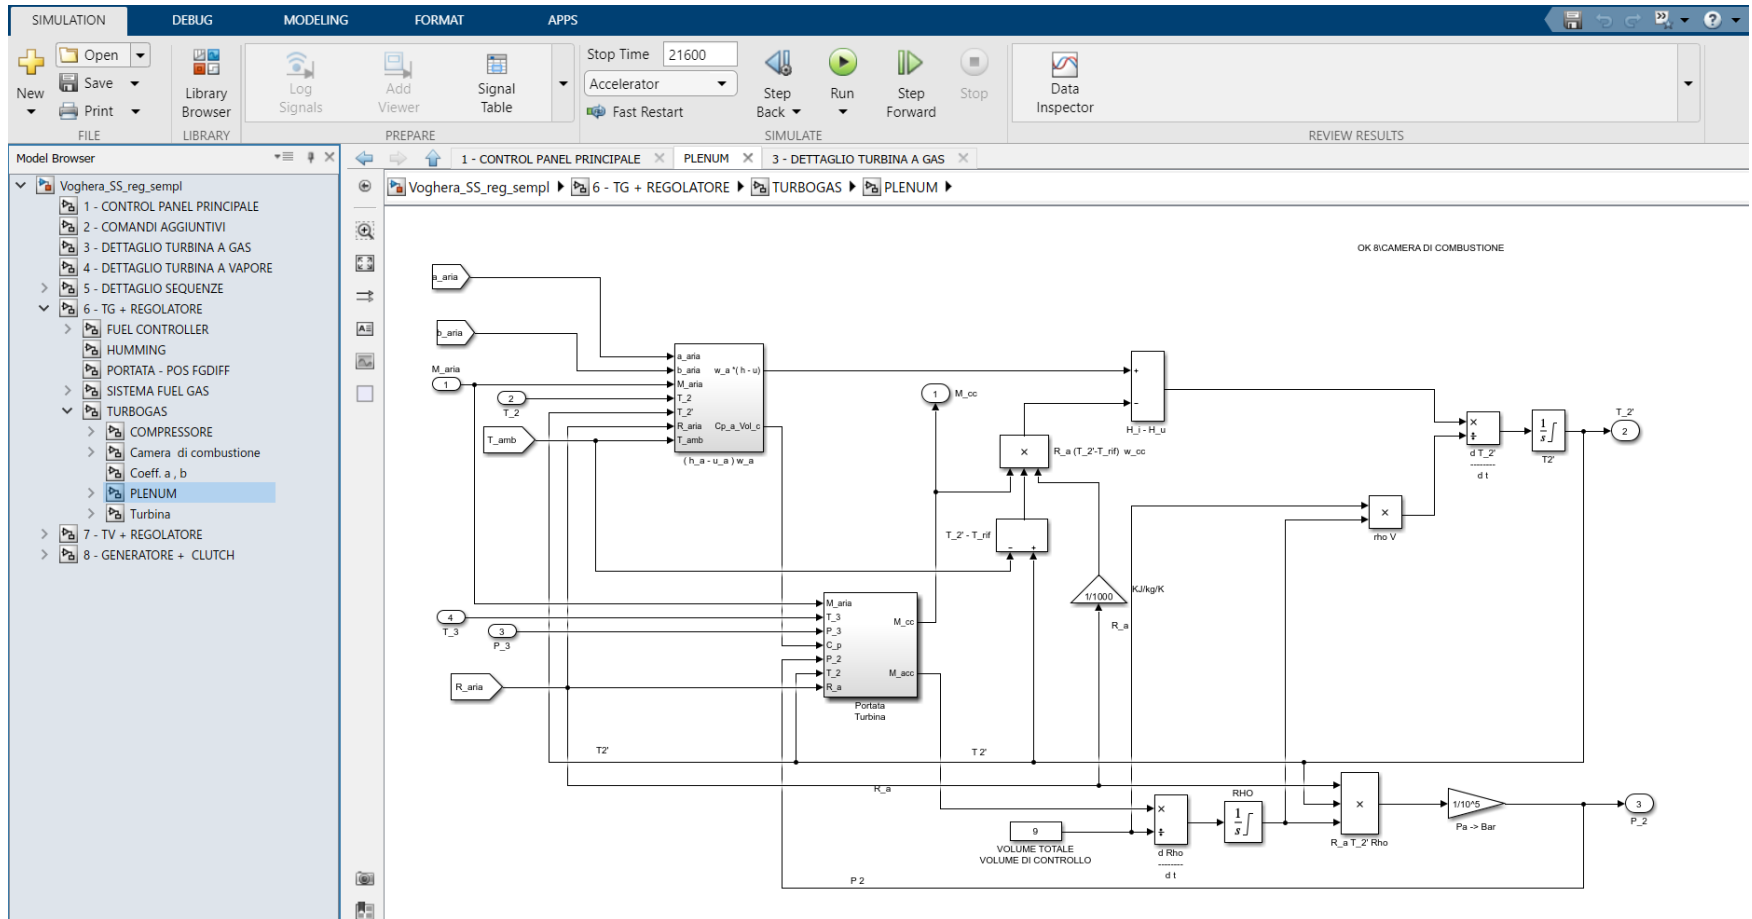 SIMULATION
DEBUG
MODELING
FORMAT
APPS
New
Open
Save
Print
FILE
Library
Browser
LIBRARY
Log
Signals
Add
Viewer
Signal
Table
PREPARE
Stop Time 21600
Accelerator
Fast Restart
Step
Back
Run
Step
Forward
Stop
SIMULATE
Data
Inspector
REVIEW RESULTS
Model Browser
Voghera_SS_reg_sempl
1 - CONTROL PANEL PRINCIPALE
2 - COMANDI AGGIUNTIVI
3 - DETTAGLIO TURBINA A GAS
4 - DETTAGLIO TURBINA A VAPORE
5 - DETTAGLIO SEQUENZE
6 - TG + REGOLATORE
FUEL CONTROLLER
HUMMING
PORTATA - POS FGDIFF
SISTEMA FUEL GAS
TURBOGAS
COMPRESSORE
Camera di combustione
Coeff. a , b
PLENUM
Turbina
7 - TV + REGOLATORE
8 - GENERATORE + CLUTCH
1 - CONTROL PANEL PRINCIPALE
PLENUM
3 - DETTAGLIO TURBINA A GAS
Voghera_SS_reg_sempl
6 - TG + REGOLATORE
TURBOGAS
PLENUM
OK 8\CAMERA DI COMBUSTIONE
a_aria
b_aria
M_aria
1
2
T_2
T_amb
a_aria
b_aria
M_aria
T_2
T_2'
R_aria
T_amb
w_a *( h - u)
Cp_a_Vol_c
( h_a - u_a ) w_a
1
M_cc
+
-
H_i - H_u
×
R_a (T_2'-T_rif) w_cc
T_2' - T_rif
- +
×
÷
d T_2'
--------
d t
1
s
T2'
T_2'
2
×
rho V
1/1000
KJ/kg/K
R_a
4
T_3
3
P_3
R_aria
M_aria
T_3
P_3
C_p
P_2
T_2
R_a
M_cc
M_acc
Portata
Turbina
T2'
T 2'
R_a
9
VOLUME TOTALE
VOLUME DI CONTROLLO
×
÷
d Rho
--------
d t
RHO
1
s
×
R_a T_2' Rho
1/10^5
Pa -> Bar
3
P_2
P 2